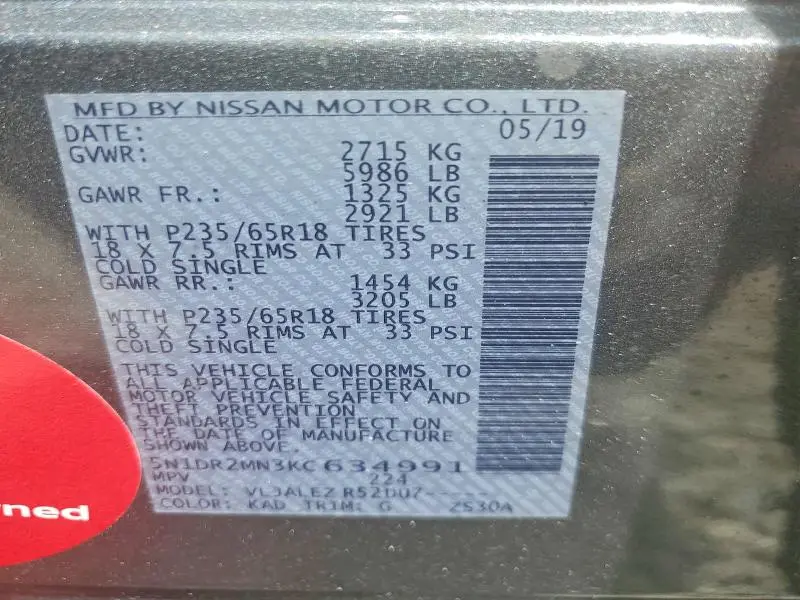 MFD BY NISSAN MOTOR CO., LTD.
DATE: 05/19
GVWR: 2715 KG
5986 LB
GAWR FR.: 1325 KG
2921 LB
WITH P235/65R18 TIRES
18 X 7.5 RIMS AT 33 PSI
COLD SINGLE
GAWR RR.: 1454 KG
3205 LB
WITH P235/65R18 TIRES
18 X 7.5 RIMS AT 33 PSI
COLD SINGLE
THIS VEHICLE CONFORMS TO
ALL APPLICABLE FEDERAL
MOTOR VEHICLE SAFETY AND
THEFT PREVENTION
STANDARDS IN EFFECT ON
THE DATE OF MANUFACTURE
SHOWN ABOVE.
5N1DR2MN3KC634991
MPV 224
MODEL: VLJALEZ R52DU7-----
COLOR: KAD TRIM: G ZS30A
wned